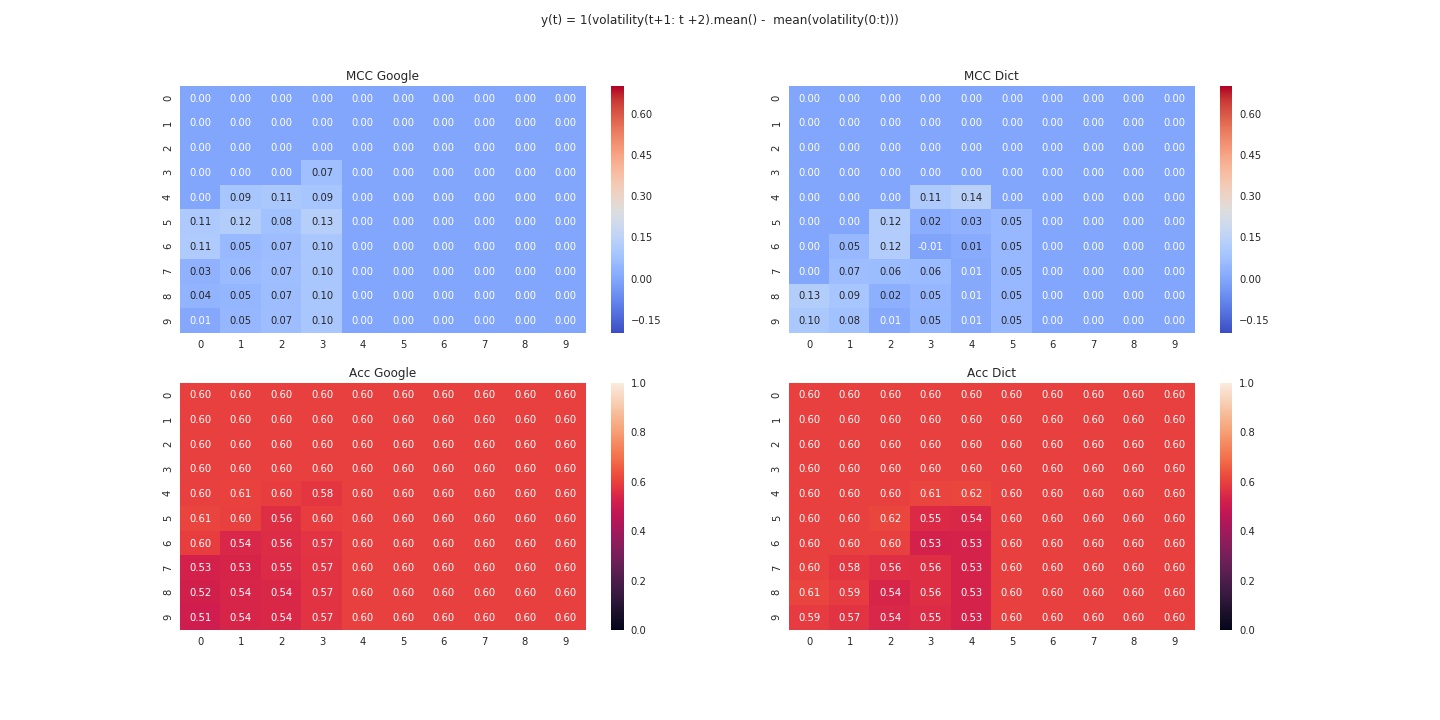 y(t) = 1(volatility(t+1: t +2).mean() -  mean(volatility(0:t)))
MCC Google
0 0.00 0.00 0.00 0.00 0.00 0.00 0.00 0.00 0.00 0.00
1 0.00 0.00 0.00 0.00 0.00 0.00 0.00 0.00 0.00 0.00
2 0.00 0.00 0.00 0.00 0.00 0.00 0.00 0.00 0.00 0.00
3 0.00 0.00 0.00 0.07 0.00 0.00 0.00 0.00 0.00 0.00
4 0.00 0.09 0.11 0.09 0.00 0.00 0.00 0.00 0.00 0.00
5 0.11 0.12 0.08 0.13 0.00 0.00 0.00 0.00 0.00 0.00
6 0.11 0.05 0.07 0.10 0.00 0.00 0.00 0.00 0.00 0.00
7 0.03 0.06 0.07 0.10 0.00 0.00 0.00 0.00 0.00 0.00
8 0.04 0.05 0.07 0.10 0.00 0.00 0.00 0.00 0.00 0.00
9 0.01 0.05 0.07 0.10 0.00 0.00 0.00 0.00 0.00 0.00
0 1 2 3 4 5 6 7 8 9
0.60
0.45
0.30
0.15
0.00
−0.15
MCC Dict
0 0.00 0.00 0.00 0.00 0.00 0.00 0.00 0.00 0.00 0.00
1 0.00 0.00 0.00 0.00 0.00 0.00 0.00 0.00 0.00 0.00
2 0.00 0.00 0.00 0.00 0.00 0.00 0.00 0.00 0.00 0.00
3 0.00 0.00 0.00 0.00 0.00 0.00 0.00 0.00 0.00 0.00
4 0.00 0.00 0.00 0.11 0.14 0.00 0.00 0.00 0.00 0.00
5 0.00 0.00 0.12 0.02 0.03 0.05 0.00 0.00 0.00 0.00
6 0.00 0.05 0.12 -0.01 0.01 0.05 0.00 0.00 0.00 0.00
7 0.00 0.07 0.06 0.06 0.01 0.05 0.00 0.00 0.00 0.00
8 0.13 0.09 0.02 0.05 0.01 0.05 0.00 0.00 0.00 0.00
9 0.10 0.08 0.01 0.05 0.01 0.05 0.00 0.00 0.00 0.00
0 1 2 3 4 5 6 7 8 9
0.60
0.45
0.30
0.15
0.00
−0.15
Acc Google
0 0.60 0.60 0.60 0.60 0.60 0.60 0.60 0.60 0.60 0.60
1 0.60 0.60 0.60 0.60 0.60 0.60 0.60 0.60 0.60 0.60
2 0.60 0.60 0.60 0.60 0.60 0.60 0.60 0.60 0.60 0.60
3 0.60 0.60 0.60 0.60 0.60 0.60 0.60 0.60 0.60 0.60
4 0.60 0.61 0.60 0.58 0.60 0.60 0.60 0.60 0.60 0.60
5 0.61 0.60 0.56 0.60 0.60 0.60 0.60 0.60 0.60 0.60
6 0.60 0.54 0.56 0.57 0.60 0.60 0.60 0.60 0.60 0.60
7 0.53 0.53 0.55 0.57 0.60 0.60 0.60 0.60 0.60 0.60
8 0.52 0.54 0.54 0.57 0.60 0.60 0.60 0.60 0.60 0.60
9 0.51 0.54 0.54 0.57 0.60 0.60 0.60 0.60 0.60 0.60
0 1 2 3 4 5 6 7 8 9
1.0
0.8
0.6
0.4
0.2
0.0
Acc Dict
0 0.60 0.60 0.60 0.60 0.60 0.60 0.60 0.60 0.60 0.60
1 0.60 0.60 0.60 0.60 0.60 0.60 0.60 0.60 0.60 0.60
2 0.60 0.60 0.60 0.60 0.60 0.60 0.60 0.60 0.60 0.60
3 0.60 0.60 0.60 0.60 0.60 0.60 0.60 0.60 0.60 0.60
4 0.60 0.60 0.60 0.61 0.62 0.60 0.60 0.60 0.60 0.60
5 0.60 0.60 0.62 0.55 0.54 0.60 0.60 0.60 0.60 0.60
6 0.60 0.60 0.60 0.53 0.53 0.60 0.60 0.60 0.60 0.60
7 0.60 0.58 0.56 0.56 0.53 0.60 0.60 0.60 0.60 0.60
8 0.61 0.59 0.54 0.56 0.53 0.60 0.60 0.60 0.60 0.60
9 0.59 0.57 0.54 0.55 0.53 0.60 0.60 0.60 0.60 0.60
0 1 2 3 4 5 6 7 8 9
1.0
0.8
0.6
0.4
0.2
0.0